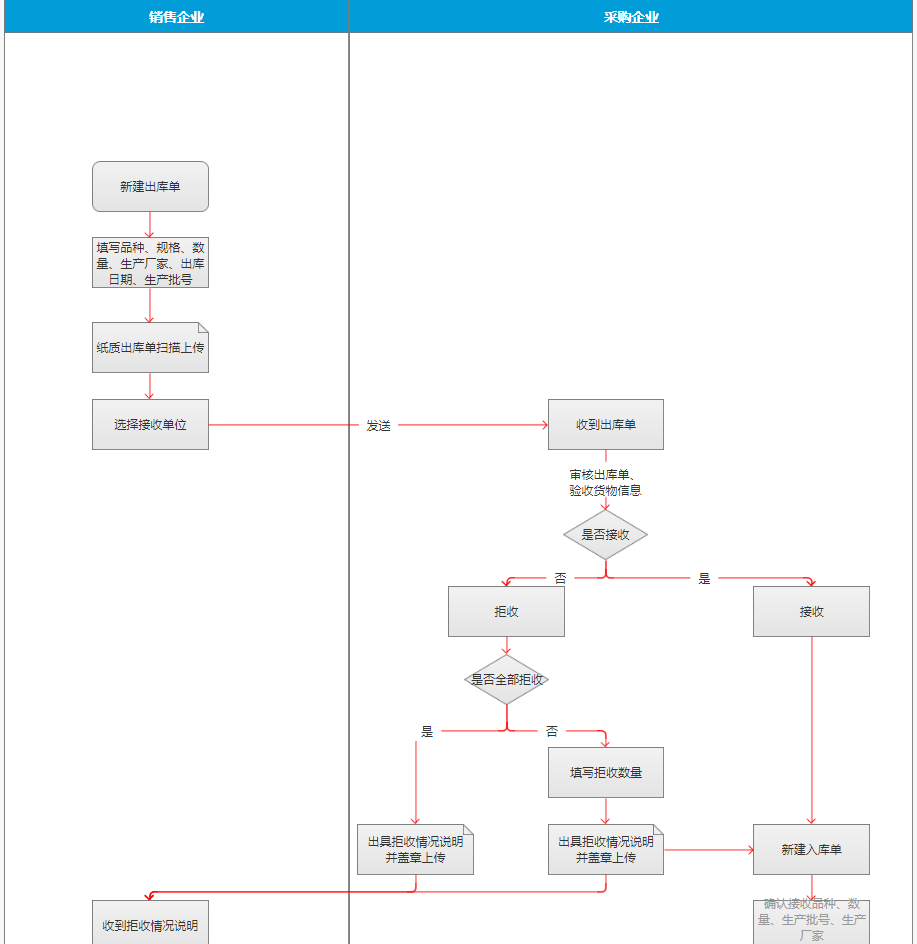 销售企业
采购企业
新建出库单
填写品种、规格、数
量、生产厂家、出库
日期、生产批号
纸质出库单扫描上传
选择接收单位
发送
收到出库单
审核出库单、
验收货物信息
是否接收
否
是
拒收
接收
是否全部拒收
是
否
填写拒收数量
出具拒收情况说明
并盖章上传
出具拒收情况说明
并盖章上传
新建入库单
收到拒收情况说明
确认接收品种、数
量、生产批号、生产
厂家